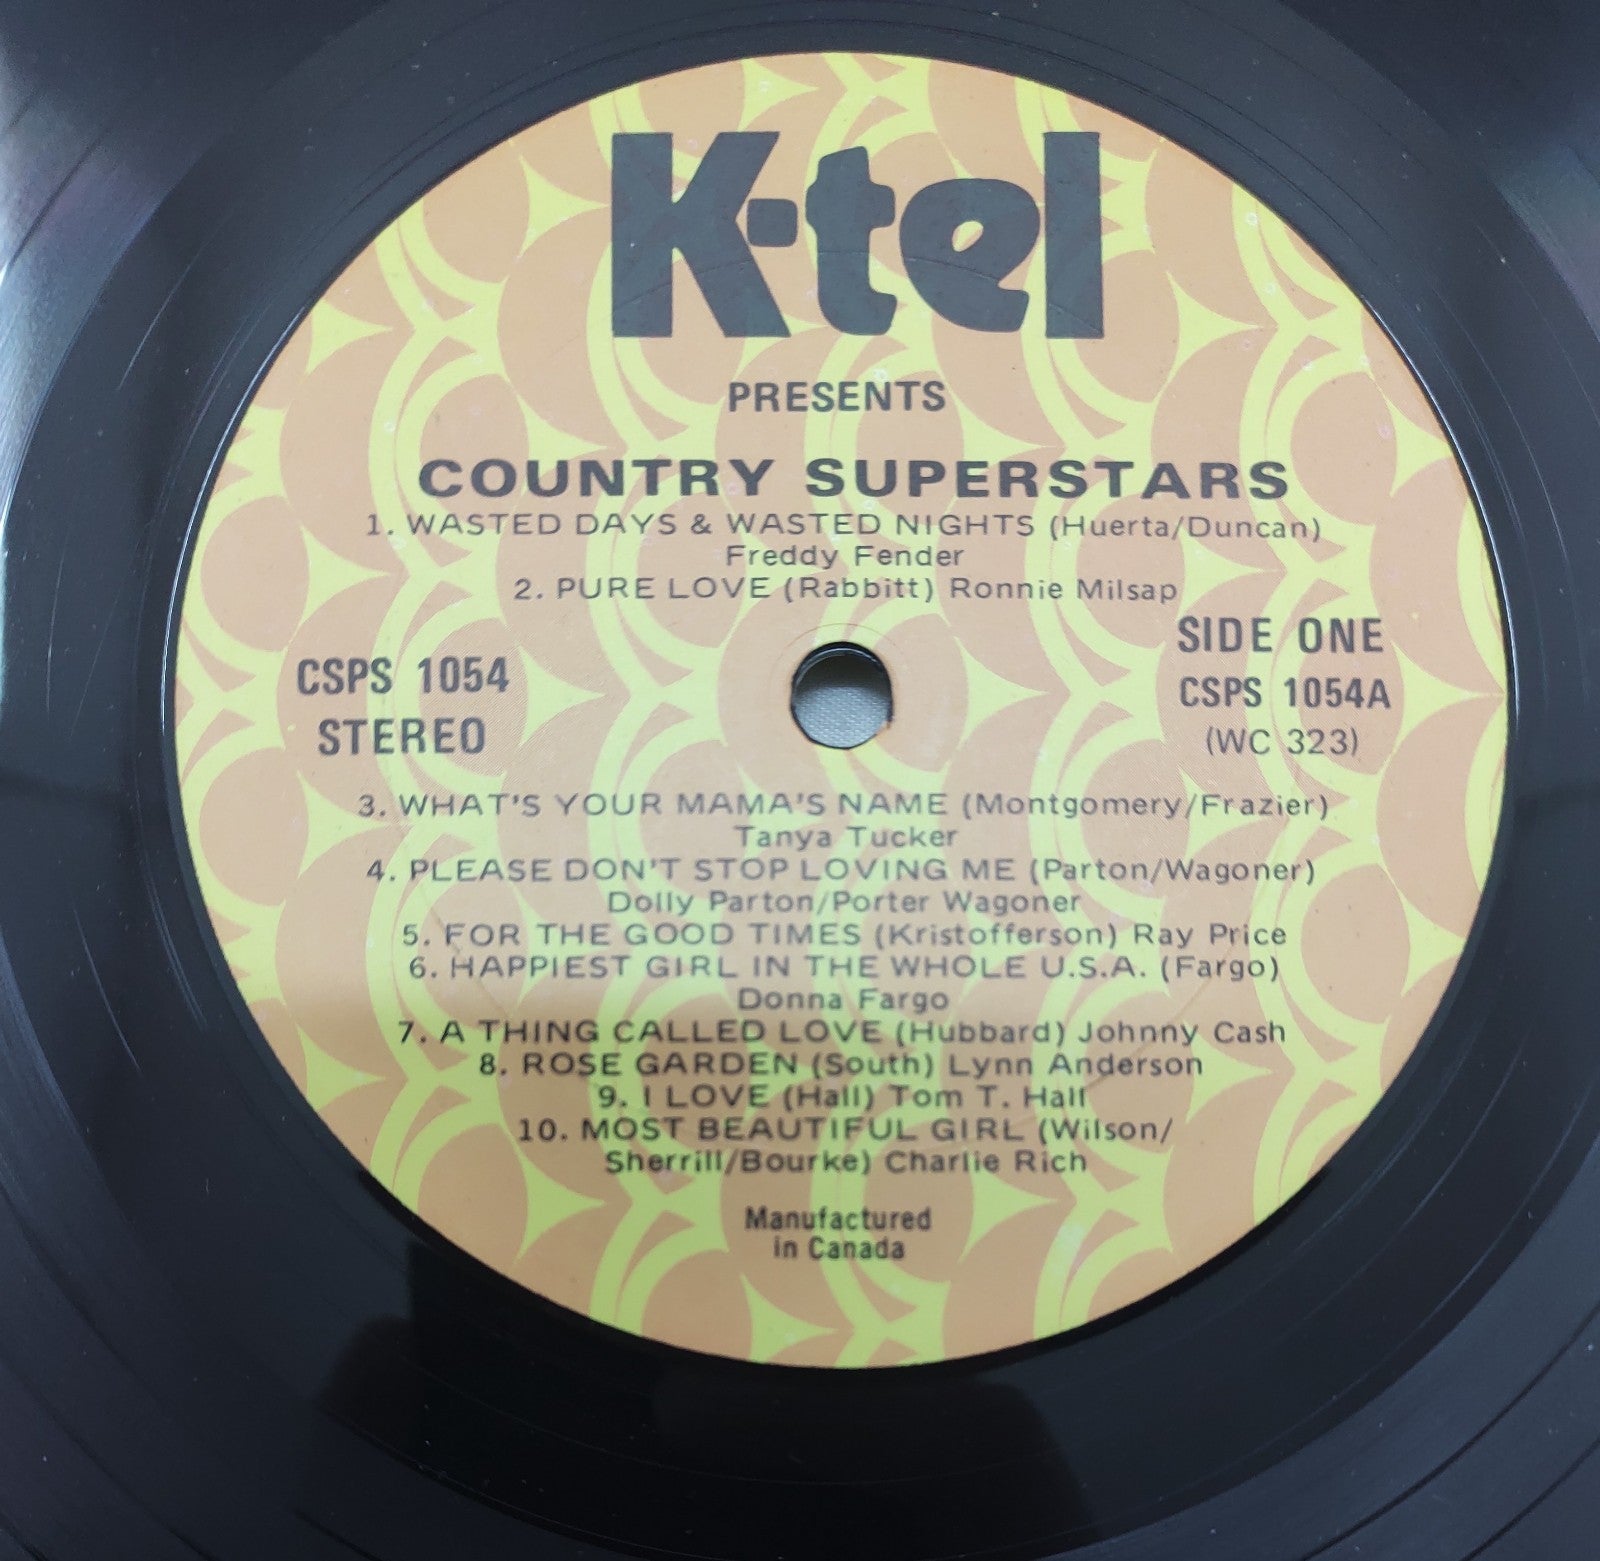 K-tel
PRESENTS
COUNTRY SUPERSTARS
1. WASTED DAYS & WASTED NIGHTS (Huerta/Duncan)
Freddy Fender
2. PURE LOVE (Rabbitt) Ronnie Milsap
CSPS 1054
STEREO
SIDE ONE
CSPS 1054A
(WC 323)
3. WHAT'S YOUR MAMA'S NAME (Montgomery/Frazier)
Tanya Tucker
4. PLEASE DON'T STOP LOVING ME (Parton/Wagoner)
Dolly Parton/Porter Wagoner
5. FOR THE GOOD TIMES (Kristofferson) Ray Price
6. HAPPIEST GIRL IN THE WHOLE U.S.A. (Fargo)
Donna Fargo
7. A THING CALLED LOVE (Hubbard) Johnny Cash
8. ROSE GARDEN (South) Lynn Anderson
9. I LOVE (Hall) Tom T. Hall
10. MOST BEAUTIFUL GIRL (Wilson/
Sherrill/Bourke) Charlie Rich
Manufactured
in Canada